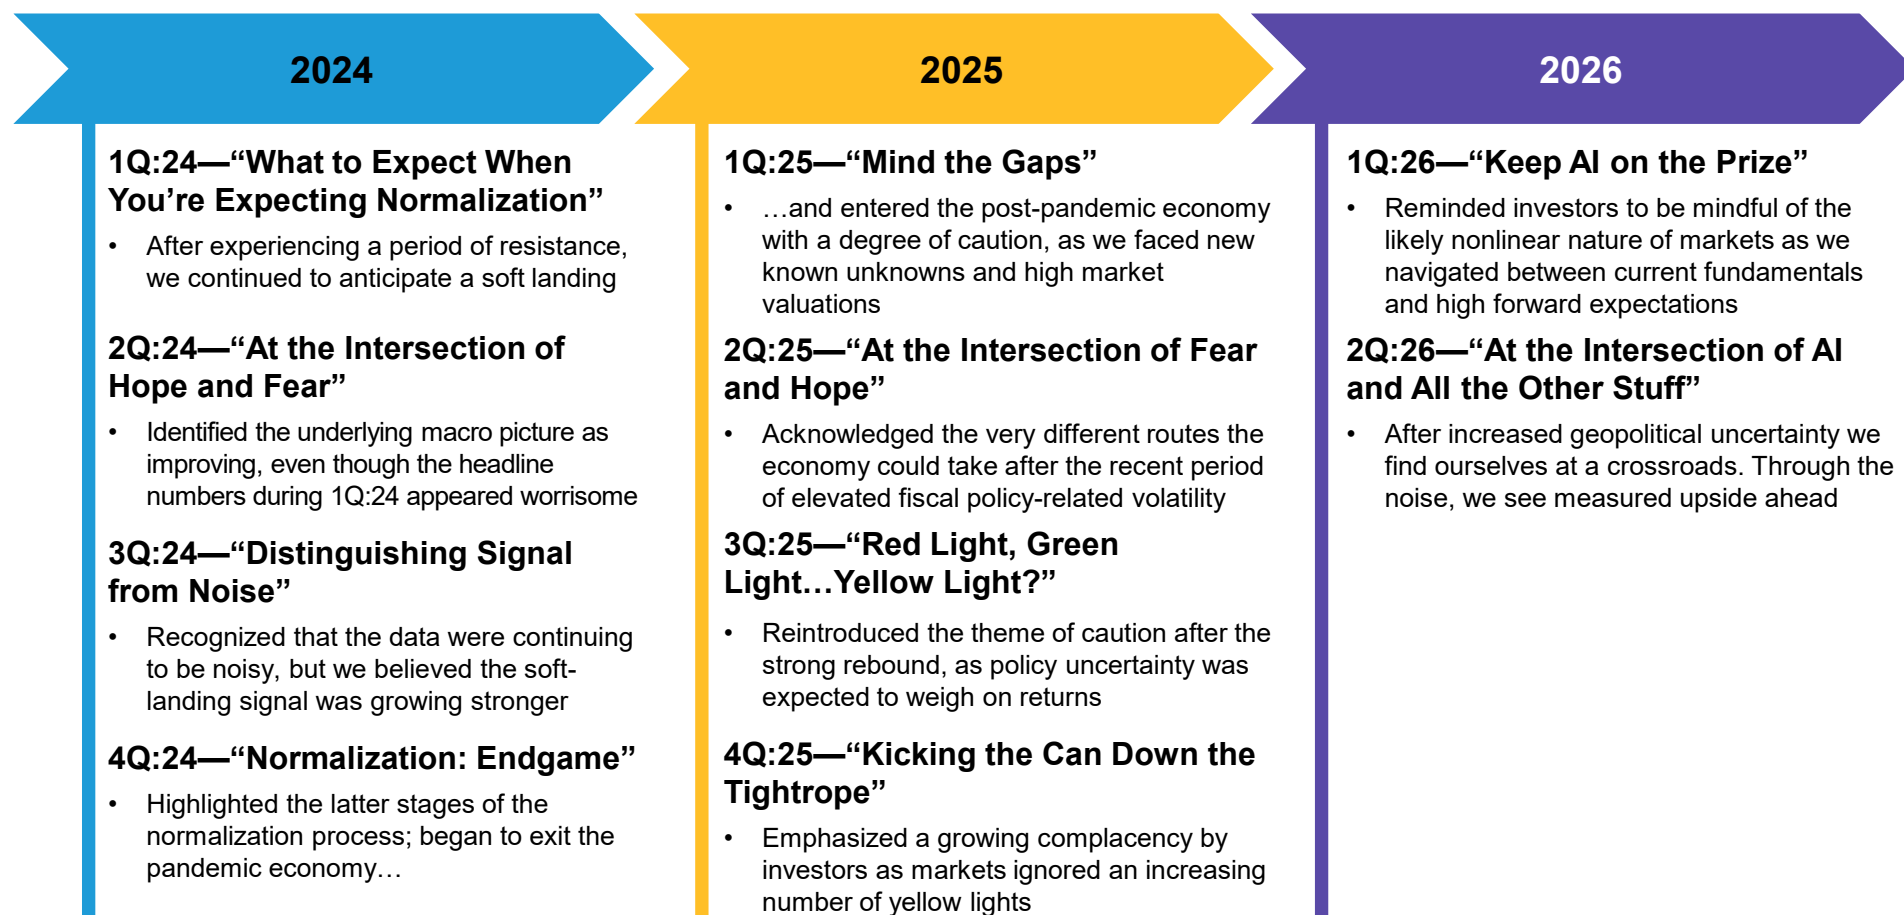 2024
1Q:24—“What to Expect When
You’re Expecting Normalization”
• After experiencing a period of resistance,
we continued to anticipate a soft landing
2Q:24—“At the Intersection of
Hope and Fear”
• Identified the underlying macro picture as
improving, even though the headline
numbers during 1Q:24 appeared worrisome
3Q:24—“Distinguishing Signal
from Noise”
• Recognized that the data were continuing
to be noisy, but we believed the soft-
landing signal was growing stronger
4Q:24—“Normalization: Endgame”
• Highlighted the latter stages of the
normalization process; began to exit the
pandemic economy…
2025
1Q:25—“Mind the Gaps”
• …and entered the post-pandemic economy
with a degree of caution, as we faced new
known unknowns and high market
valuations
2Q:25—“At the Intersection of Fear
and Hope”
• Acknowledged the very different routes the
economy could take after the recent period
of elevated fiscal policy-related volatility
3Q:25—“Red Light, Green
Light…Yellow Light?”
• Reintroduced the theme of caution after the
strong rebound, as policy uncertainty was
expected to weigh on returns
4Q:25—“Kicking the Can Down the
Tightrope”
• Emphasized a growing complacency by
investors as markets ignored an increasing
number of yellow lights
2026
1Q:26—“Keep AI on the Prize”
• Reminded investors to be mindful of the
likely nonlinear nature of markets as we
navigated between current fundamentals
and high forward expectations
2Q:26—“At the Intersection of AI
and All the Other Stuff”
• After increased geopolitical uncertainty we
find ourselves at a crossroads. Through the
noise, we see measured upside ahead